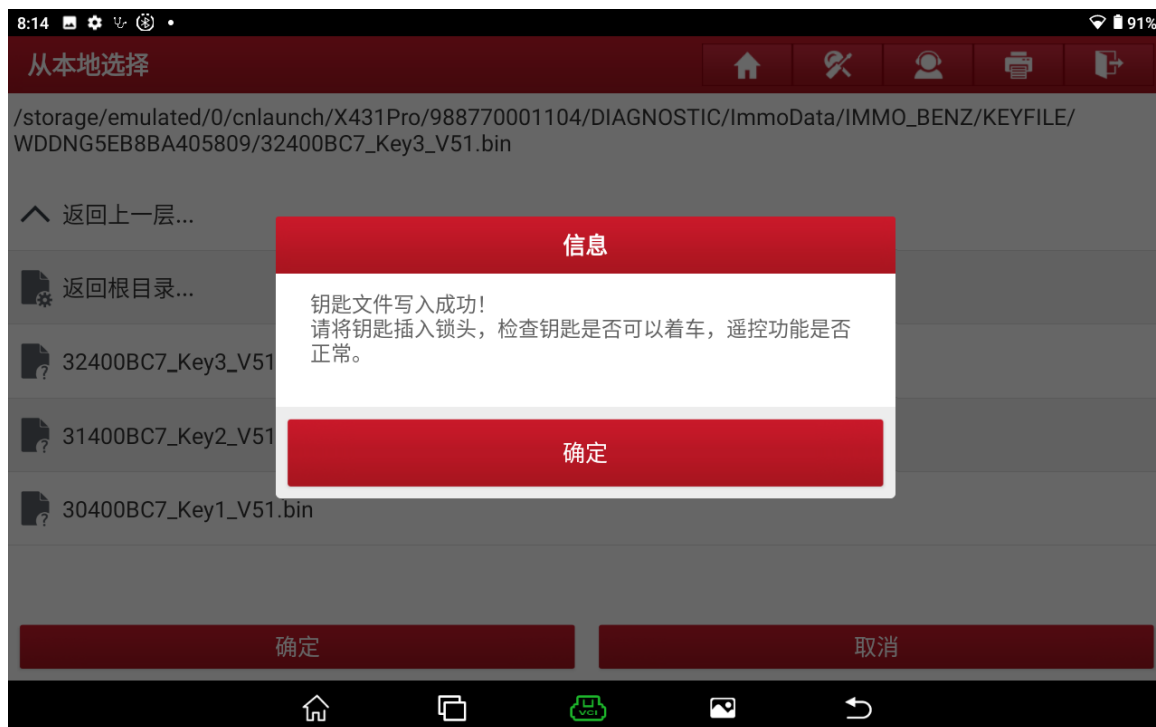 8:14
91%
从本地选择
/storage/emulated/0/cnlaunch/X431Pro/988770001104/DIAGNOSTIC/ImmoData/IMMO_BENZ/KEYFILE/
WDDNG5EB8BA405809/32400BC7_Key3_V51.bin
返回上一层...
信息
返回根目录...
钥匙文件写入成功!
请将钥匙插入锁头，检查钥匙是否可以着车，遥控功能是否
正常。
32400BC7_Key3_V51
31400BC7_Key2_V51
确定
30400BC7_Key1_V51.bin
确定
取消
VCI